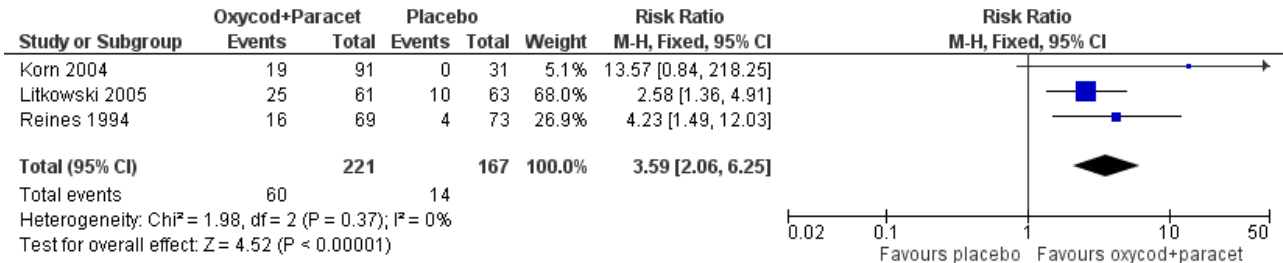 Oxycod+Paracet Placebo Risk Ratio Risk Ratio
Study or Subgroup Events Total Events Total Weight M-H, Fixed, 95% CI M-H, Fixed, 95% CI
Korn 2004 19 91 0 31 5.1% 13.57 [0.84, 218.25]
Litkowski 2005 25 61 10 63 68.0% 2.58 [1.36, 4.91]
Reines 1994 16 69 4 73 26.9% 4.23 [1.49, 12.03]
Total (95% CI) 221 167 100.0% 3.59 [2.06, 6.25]
Total events 60 14
Heterogeneity: Chi² = 1.98, df = 2 (P = 0.37); I² = 0%
Test for overall effect: Z = 4.52 (P < 0.00001)
0.02 0.1 1 10 50
Favours placebo Favours oxycod+paracet